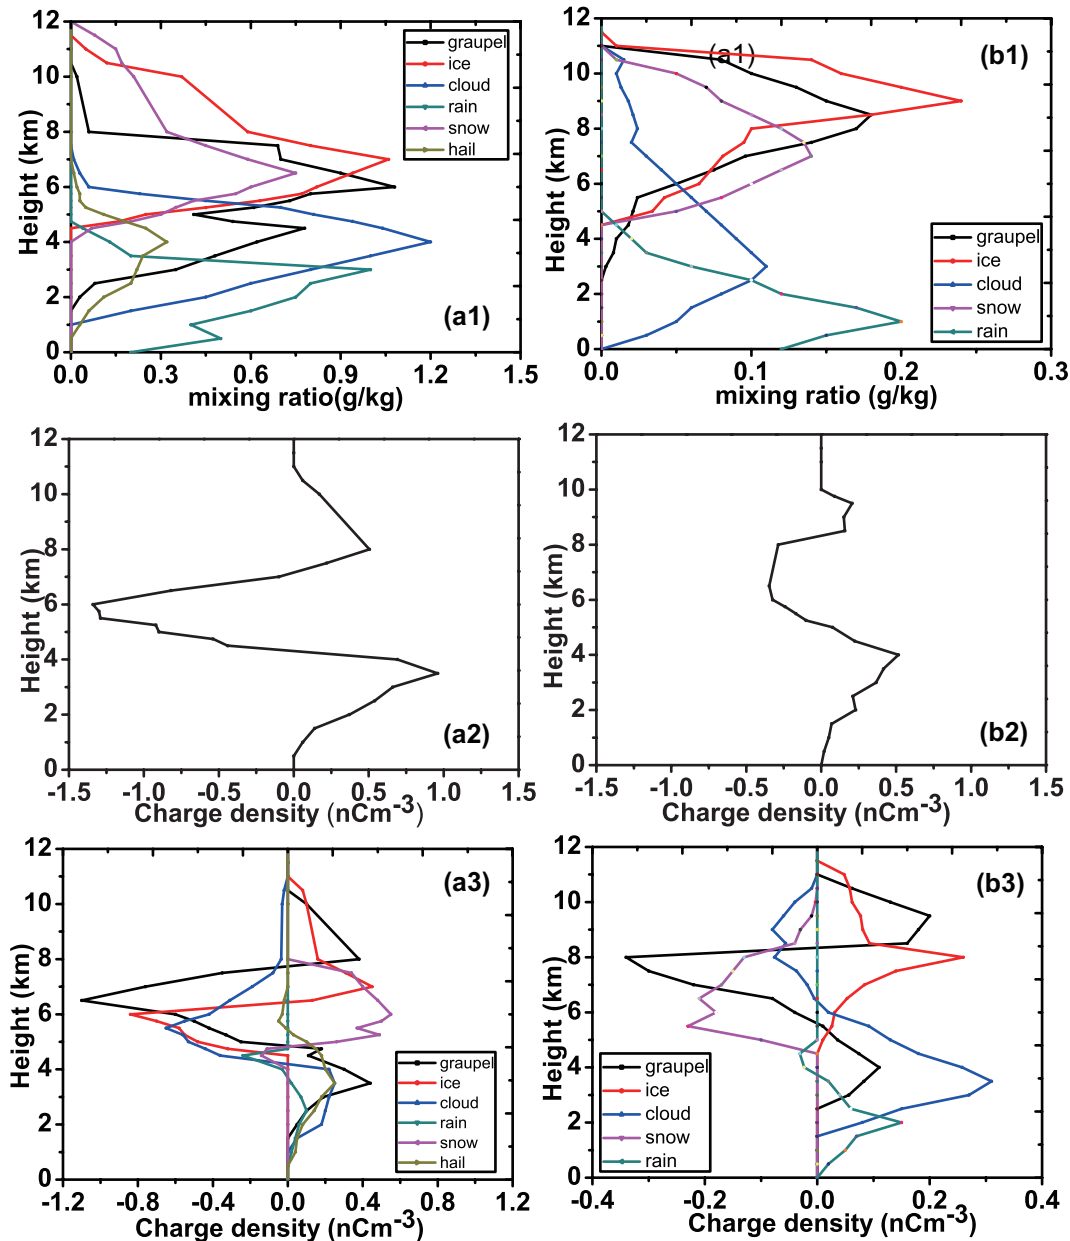 12
10
8
6
4
2
0
Height (km)
graupel
ice
cloud
rain
snow
hail
(a1)
0.0 0.3 0.6 0.9 1.2 1.5
mixing ratio(g/kg)
12
10
8
6
4
2
0
Height (km)
(a1)
(b1)
graupel
ice
cloud
snow
rain
0.0 0.1 0.2 0.3
mixing ratio (g/kg)
12
10
8
6
4
2
0
Height (km)
(a2)
-1.5 -1.0 -0.5 0.0 0.5 1.0 1.5
Charge density (nCm-3)
12
10
8
6
4
2
0
Height (km)
(b2)
-1.5 -1.0 -0.5 0.0 0.5 1.0 1.5
Charge density (nCm-3)
12
10
8
6
4
2
0
Height (km)
(a3)
graupel
ice
cloud
rain
snow
hail
-1.2 -0.8 -0.4 0.0 0.4 0.8 1.2
Charge density (nCm-3)
12
10
8
6
4
2
0
Height (km)
(b3)
graupel
ice
cloud
snow
rain
-0.4 -0.2 0.0 0.2 0.4
Charge density (nCm-3)